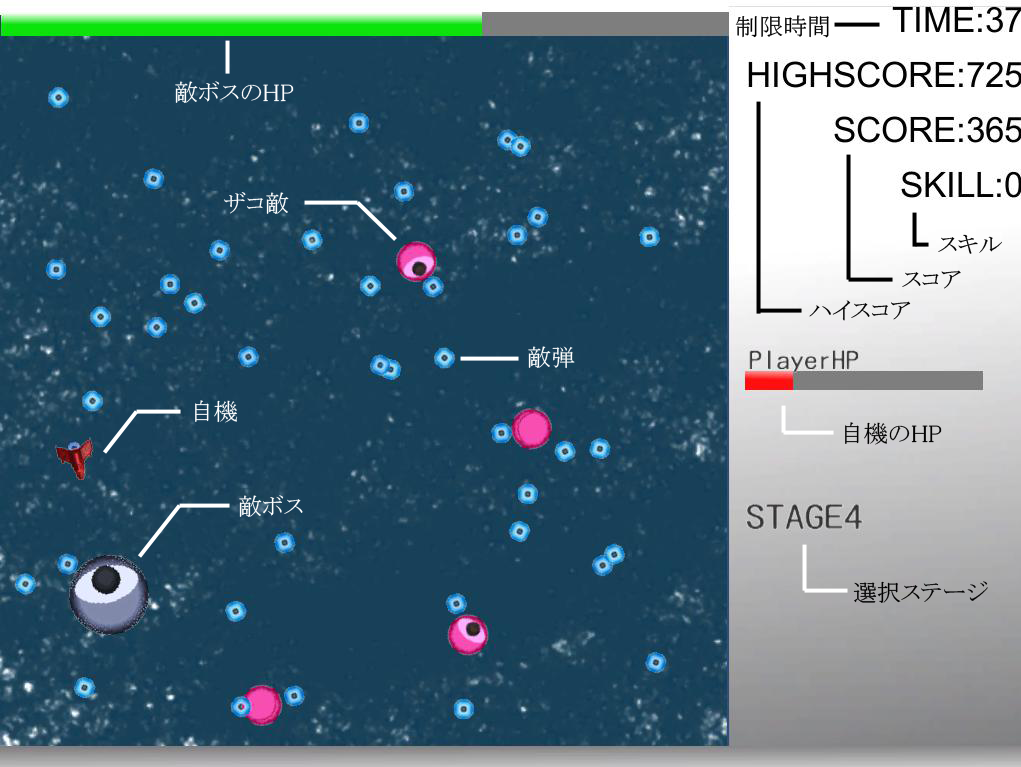 制限時間 TIME:37
HIGHSCORE:725
SCORE:365
SKILL:0
スキル
スコア
ハイスコア
敵ボスのHP
ザコ敵
敵弾
自機
敵ボス
PlayerHP
自機のHP
STAGE4
選択ステージ